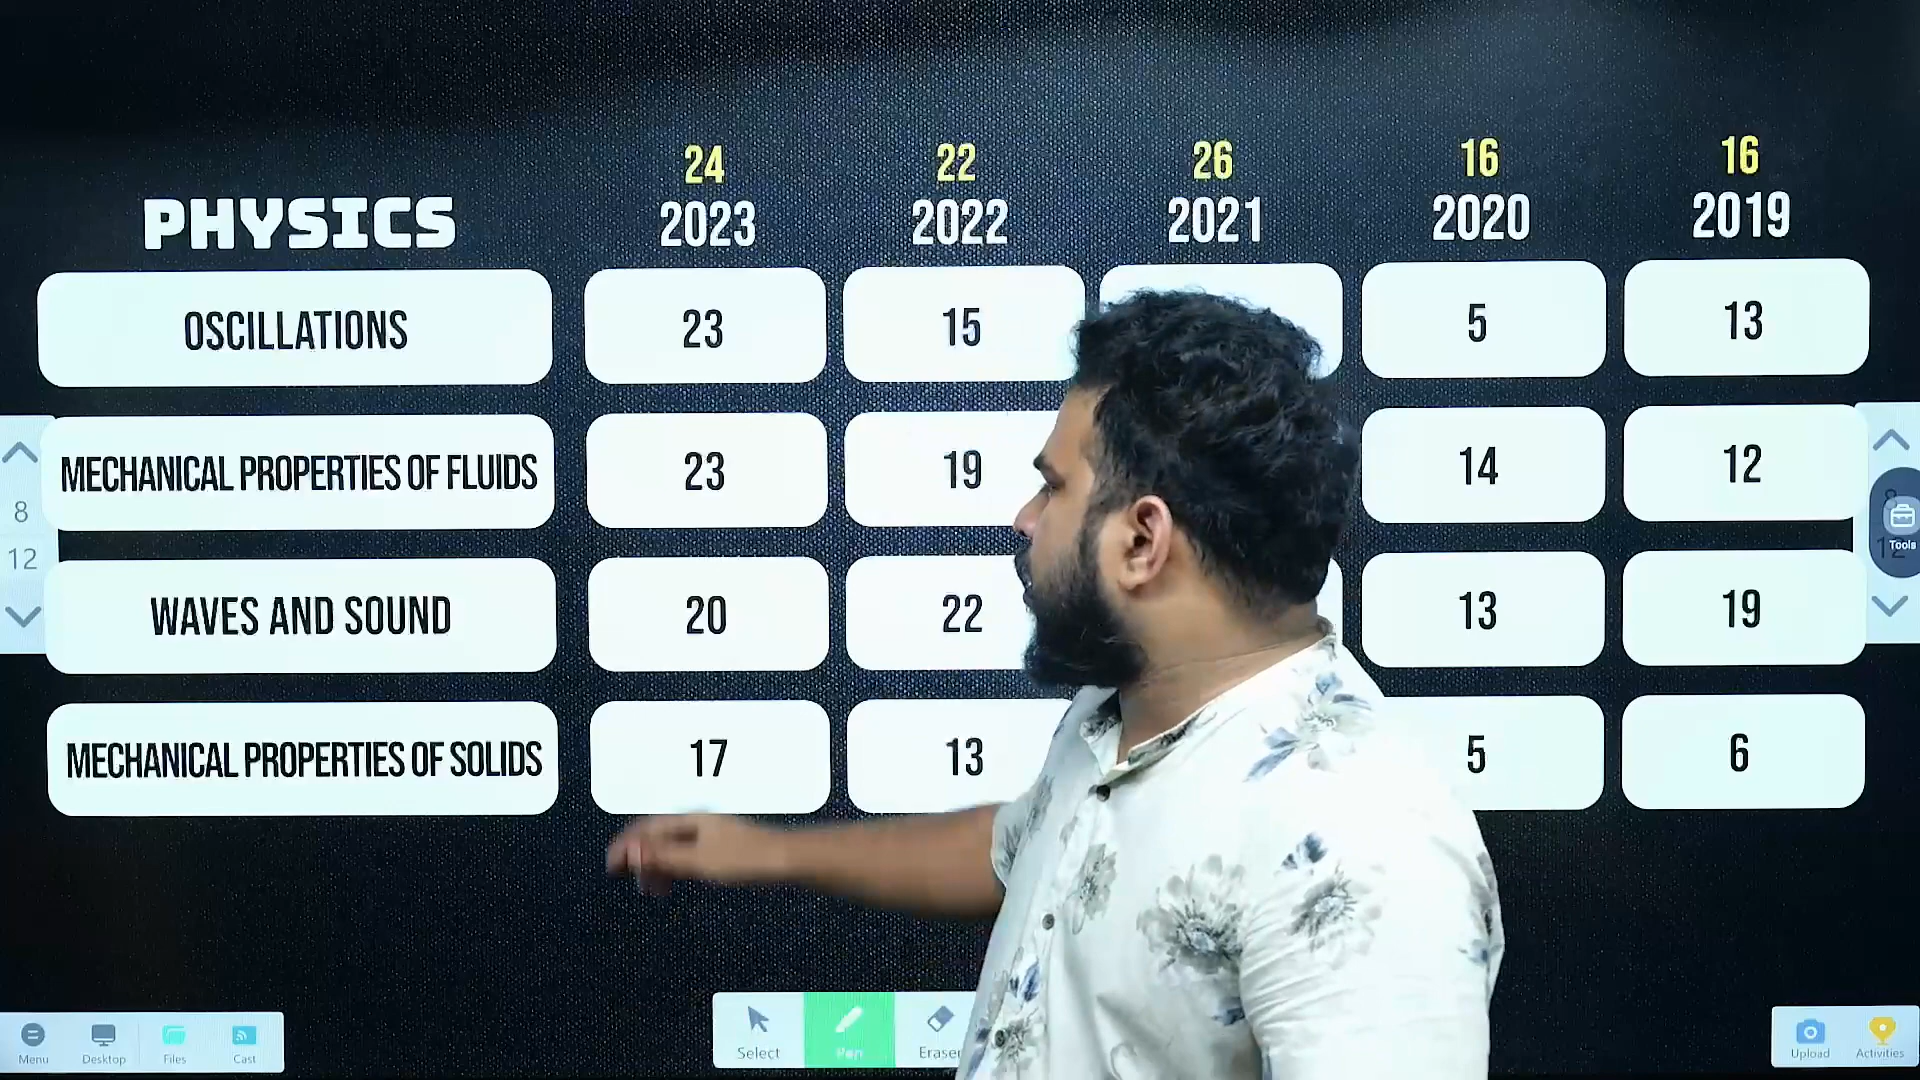 24 22 26 16 16
PHYSICS 2023 2022 2021 2020 2019
OSCILLATIONS 23 15 5 13
MECHANICAL PROPERTIES OF FLUIDS 23 19 14 12
8
12
Tools
WAVES AND SOUND 20 22 13 19
MECHANICAL PROPERTIES OF SOLIDS 17 13 5 6
Menu Desktop Files Cast
Select Pen Eraser
Upload Activities